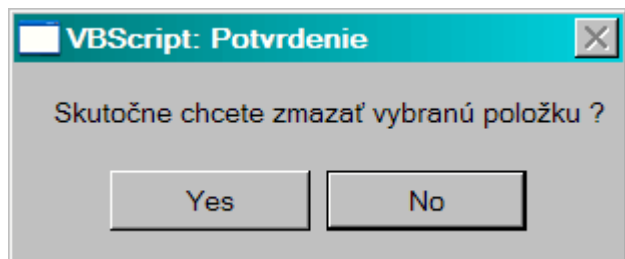 VBScript: Potvrdenie
Skutočne chcete zmazať vybranú položku ?
Yes
No